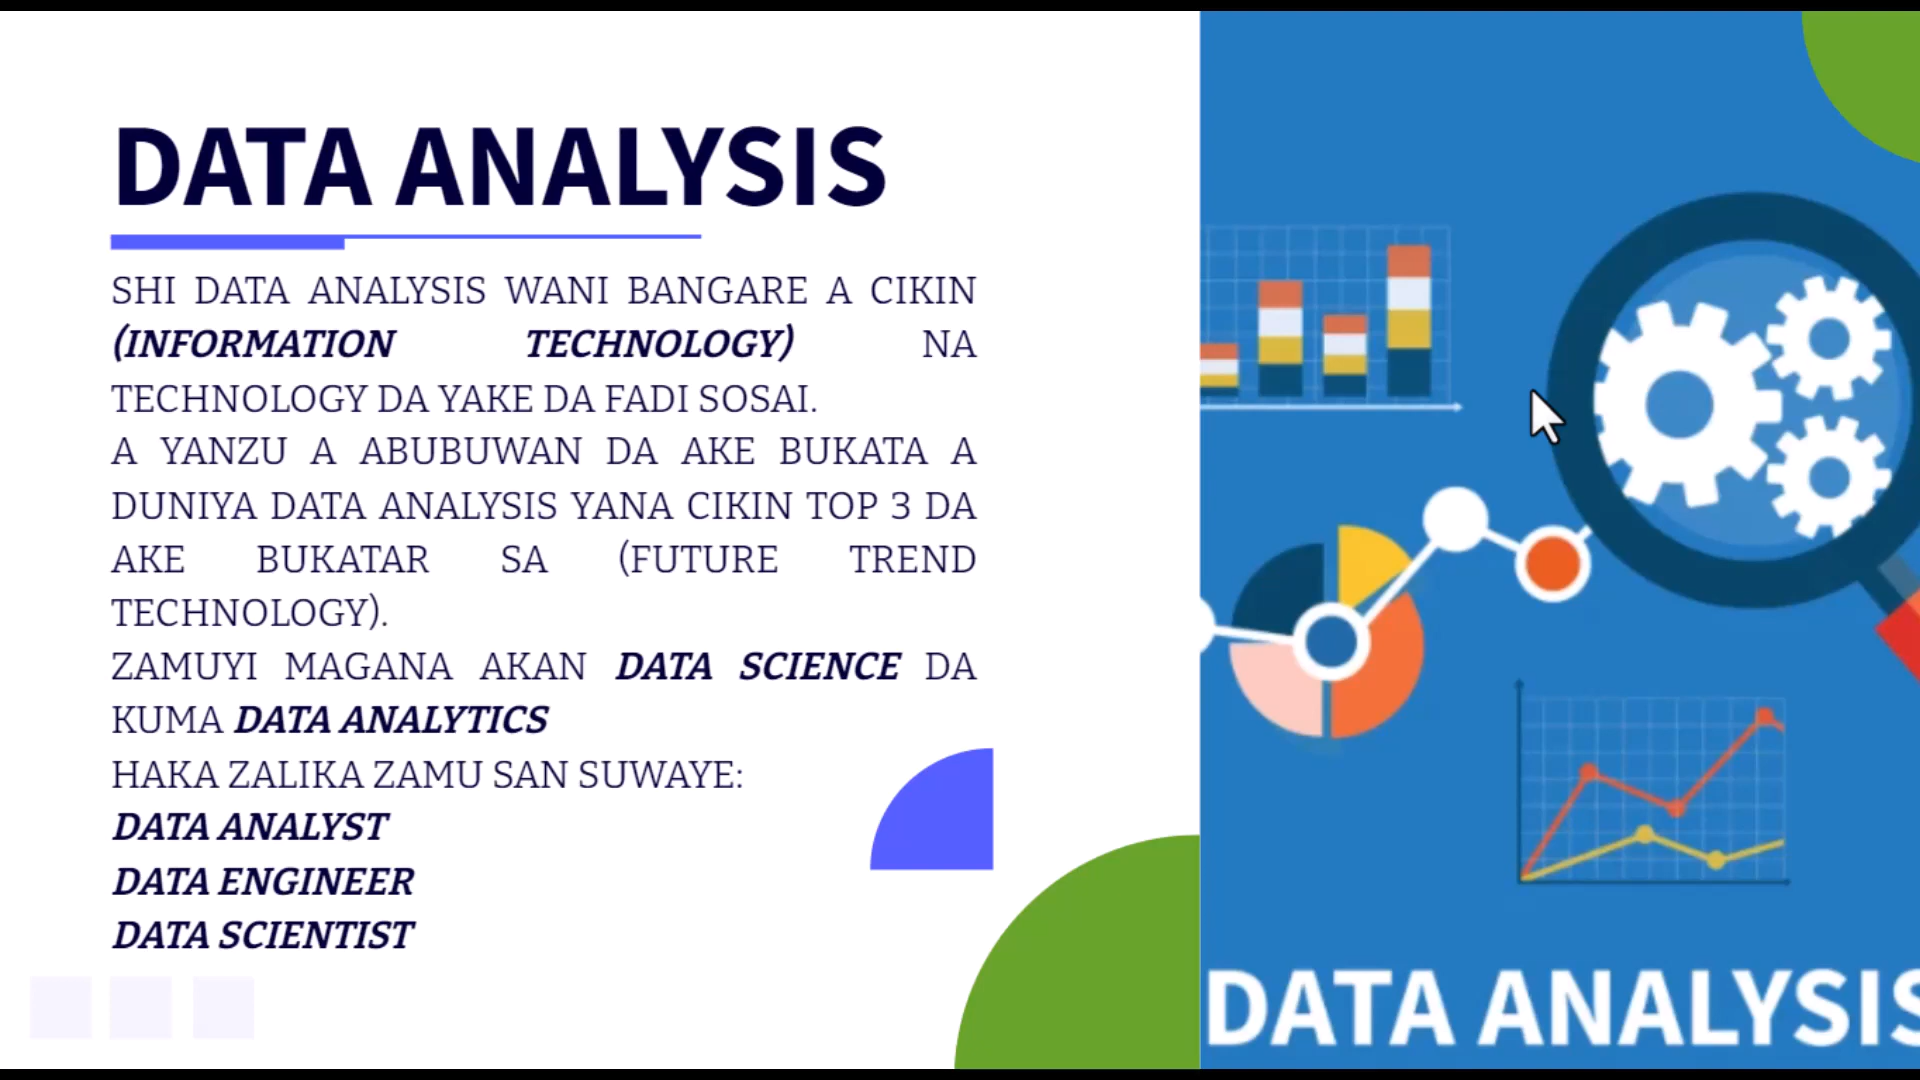 DATA ANALYSIS
SHI DATA ANALYSIS WANI BANGARE A CIKIN
(INFORMATION TECHNOLOGY) NA
TECHNOLOGY DA YAKE DA FADI SOSAI.
A YANZU A ABUBUWAN DA AKE BUKATA A
DUNIYA DATA ANALYSIS YANA CIKIN TOP 3 DA
AKE BUKATAR SA (FUTURE TREND
TECHNOLOGY).
ZAMUYI MAGANA AKAN DATA SCIENCE DA
KUMA DATA ANALYTICS
HAKA ZALIKA ZAMU SAN SUWAYE:
DATA ANALYST
DATA ENGINEER
DATA SCIENTIST
DATA ANALYSIS